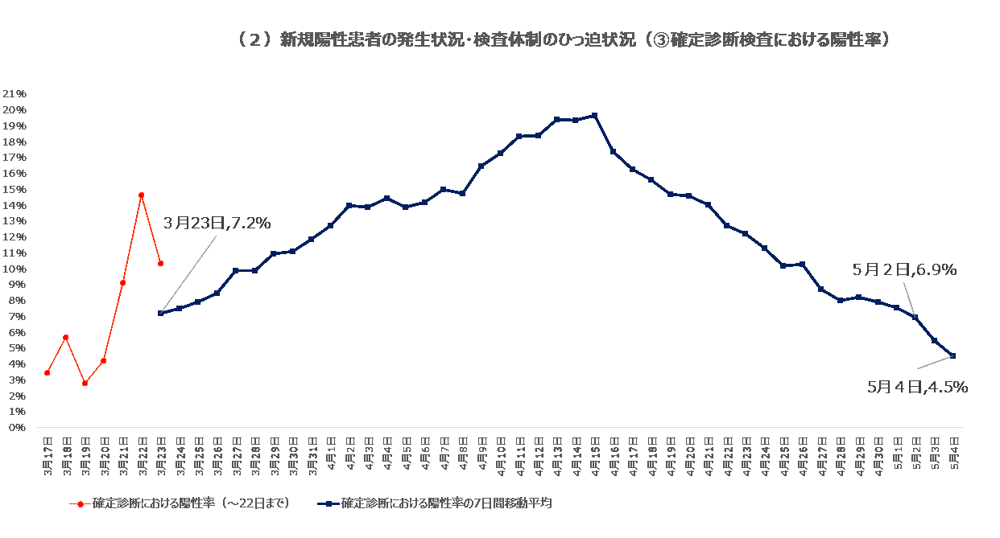 （２）新規陽性患者の発生状況・検査体制のひっ迫状況（③確定診断検査における陽性率）
21%
20%
19%
18%
17%
16%
15%
14%
13%
12%
11%
10%
9%
8%
7%
6%
5%
4%
3%
2%
1%
0%
３月23日,7.2%
５月２日,6.9%
5月４日,4.5%
3月17日
3月18日
3月19日
3月20日
3月21日
3月22日
3月23日
3月24日
3月25日
3月26日
3月27日
3月28日
3月29日
3月30日
3月31日
4月1日
4月2日
4月3日
4月4日
4月5日
4月6日
4月7日
4月8日
4月9日
4月10日
4月11日
4月12日
4月13日
4月14日
4月15日
4月16日
4月17日
4月18日
4月19日
4月20日
4月21日
4月22日
4月23日
4月24日
4月25日
4月26日
4月27日
4月28日
4月29日
4月30日
5月1日
5月2日
5月3日
5月4日
確定診断における陽性率（～22日まで）
確定診断における陽性率の7日間移動平均